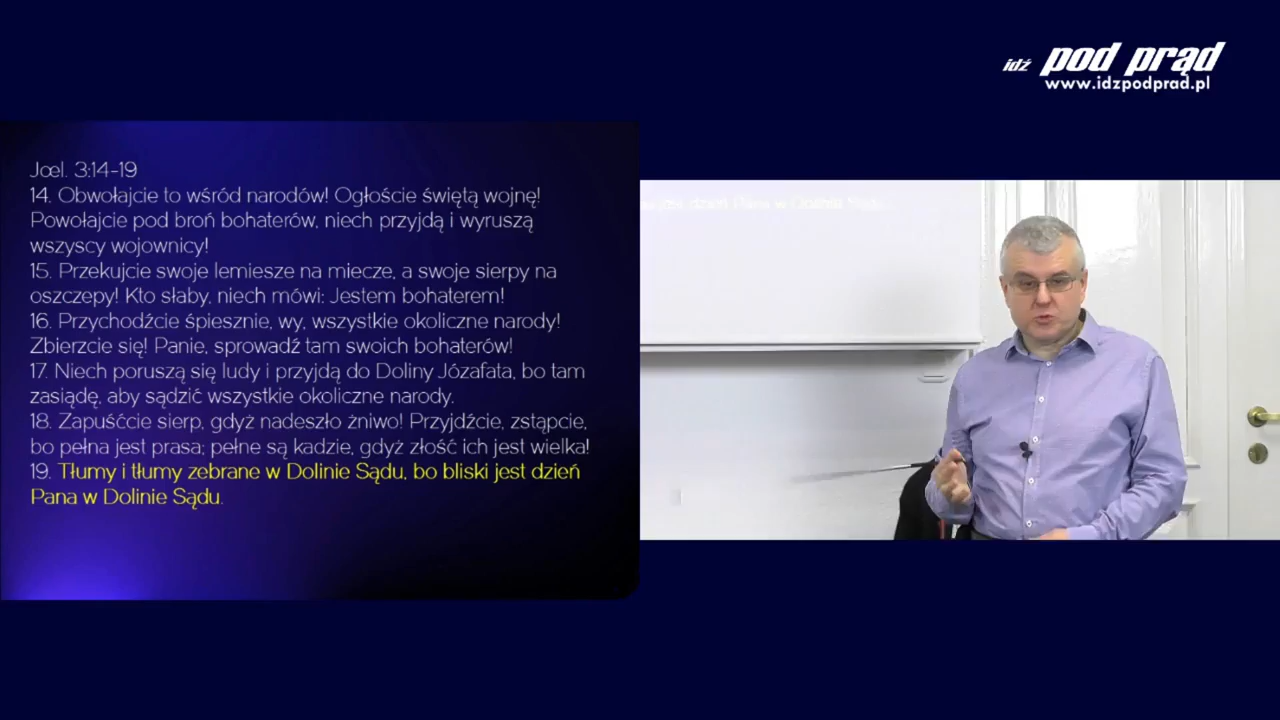 idź pod prąd
www.idzpodprad.pl
Joel. 3:14-19
14. Obwołajcie to wśród narodów! Ogłoście świętą wojnę!
Powołajcie pod broń bohaterów, niech przyjdą i wyruszą
wszyscy wojownicy!
15. Przekujcie swoje lemiesze na miecze, a swoje sierpy na
oszczepy! Kto słaby, niech mówi: Jestem bohaterem!
16. Przychodźcie śpiesznie, wy, wszystkie okoliczne narody!
Zbierzcie się! Panie, sprowadź tam swoich bohaterów!
17. Niech poruszą się ludy i przyjdą do Doliny Józafata, bo tam
zasiądę, aby sądzić wszystkie okoliczne narody.
18. Zapuśćcie sierp, gdyż nadeszło żniwo! Przyjdźcie, zstąpcie,
bo pełna jest prasa; pełne są kadzie, gdyż złość ich jest wielka!
19. Tłumy i tłumy zebrane w Dolinie Sądu, bo bliski jest dzień
Pana w Dolinie Sądu.
dzień Pana w Dolinie Sądu.